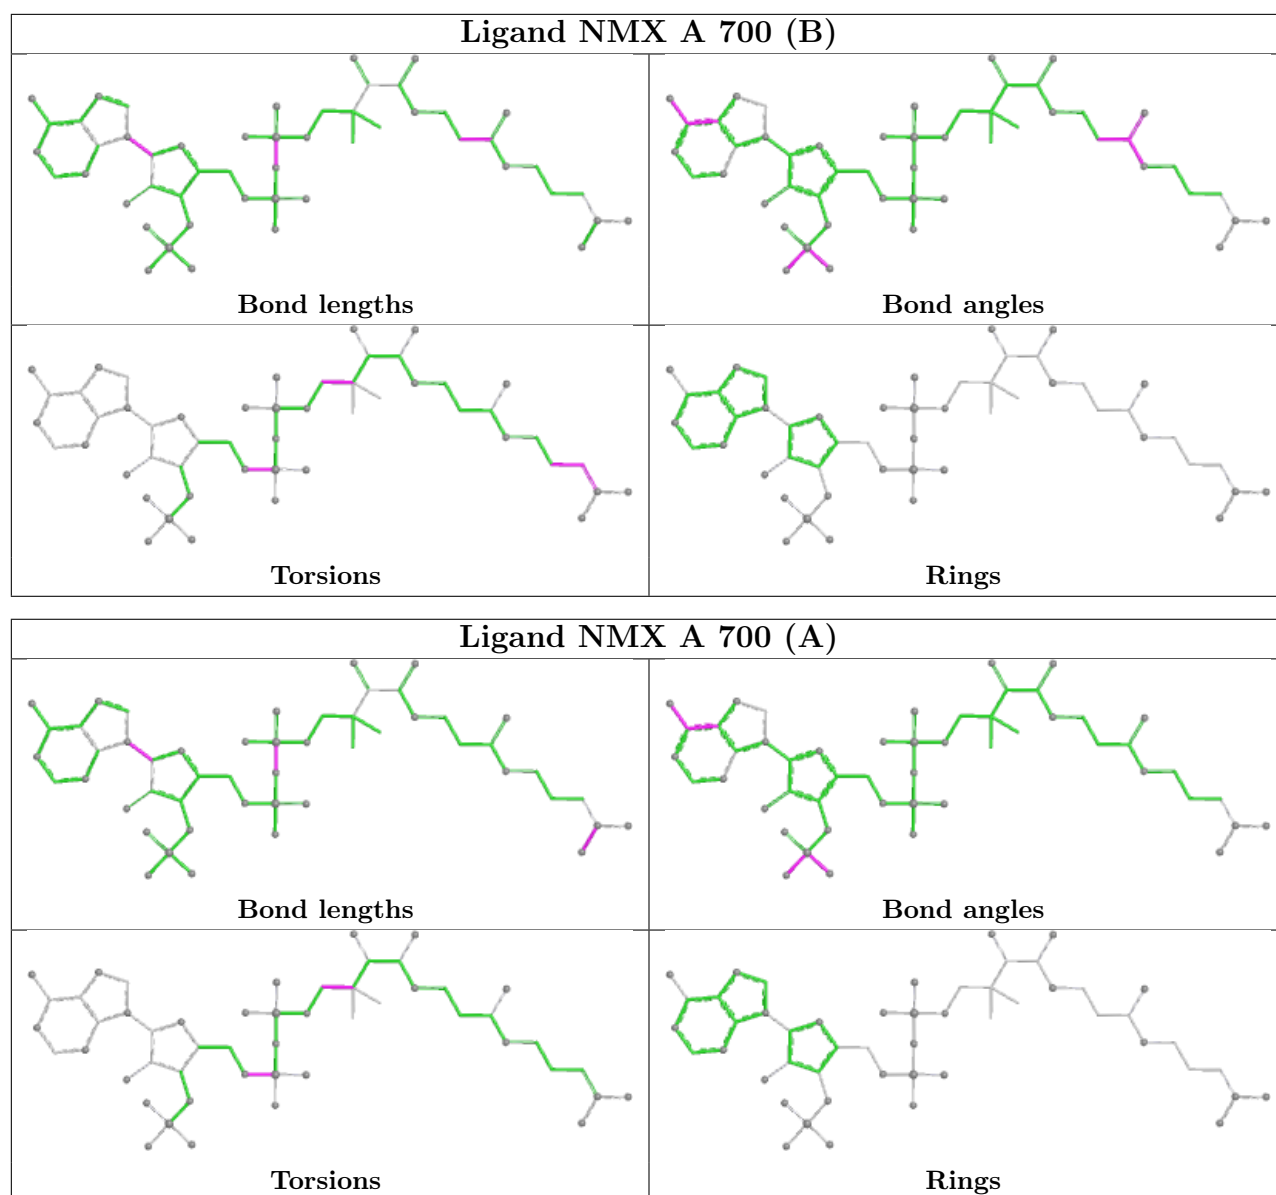 Ligand NMX A 700 (B)
Bond lengths
Bond angles
Torsions
Rings
Ligand NMX A 700 (A)
Bond lengths
Bond angles
Torsions
Rings